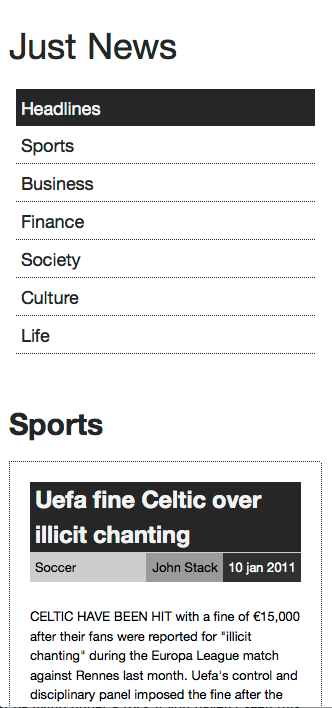 Just News
Headlines
Sports
Business
Finance
Society
Culture
Life
Sports
Uefa fine Celtic over
illicit chanting
Soccer John Stack 10 jan 2011
CELTIC HAVE BEEN HIT with a fine of €15,000
after their fans were reported for "illicit
chanting" during the Europa League match
against Rennes last month. Uefa's control and
disciplinary panel imposed the fine after the